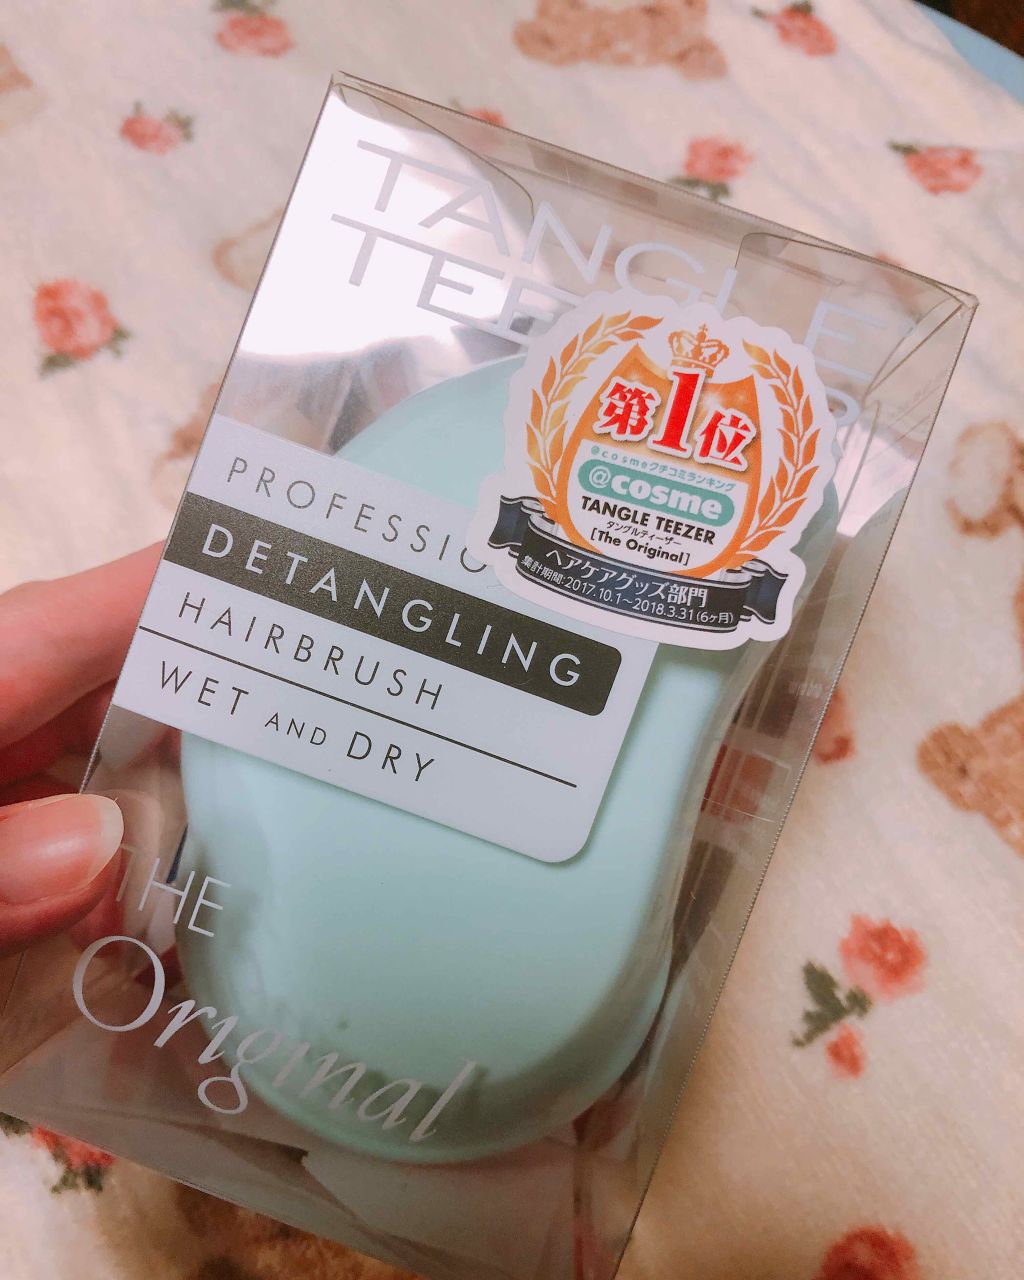 TANGLE
TEE
第1位
@cosmeクチコミランキング
@cosme
TANGLE TEEZER
タングルティーザー
[The Original]
ヘアケアグッズ部門
集計期間:2017.10.1~2018.3.31(6ヶ月)
PROFESSIO
DETANGLING
HAIRBRUSH
WET AND DRY
THE
Original